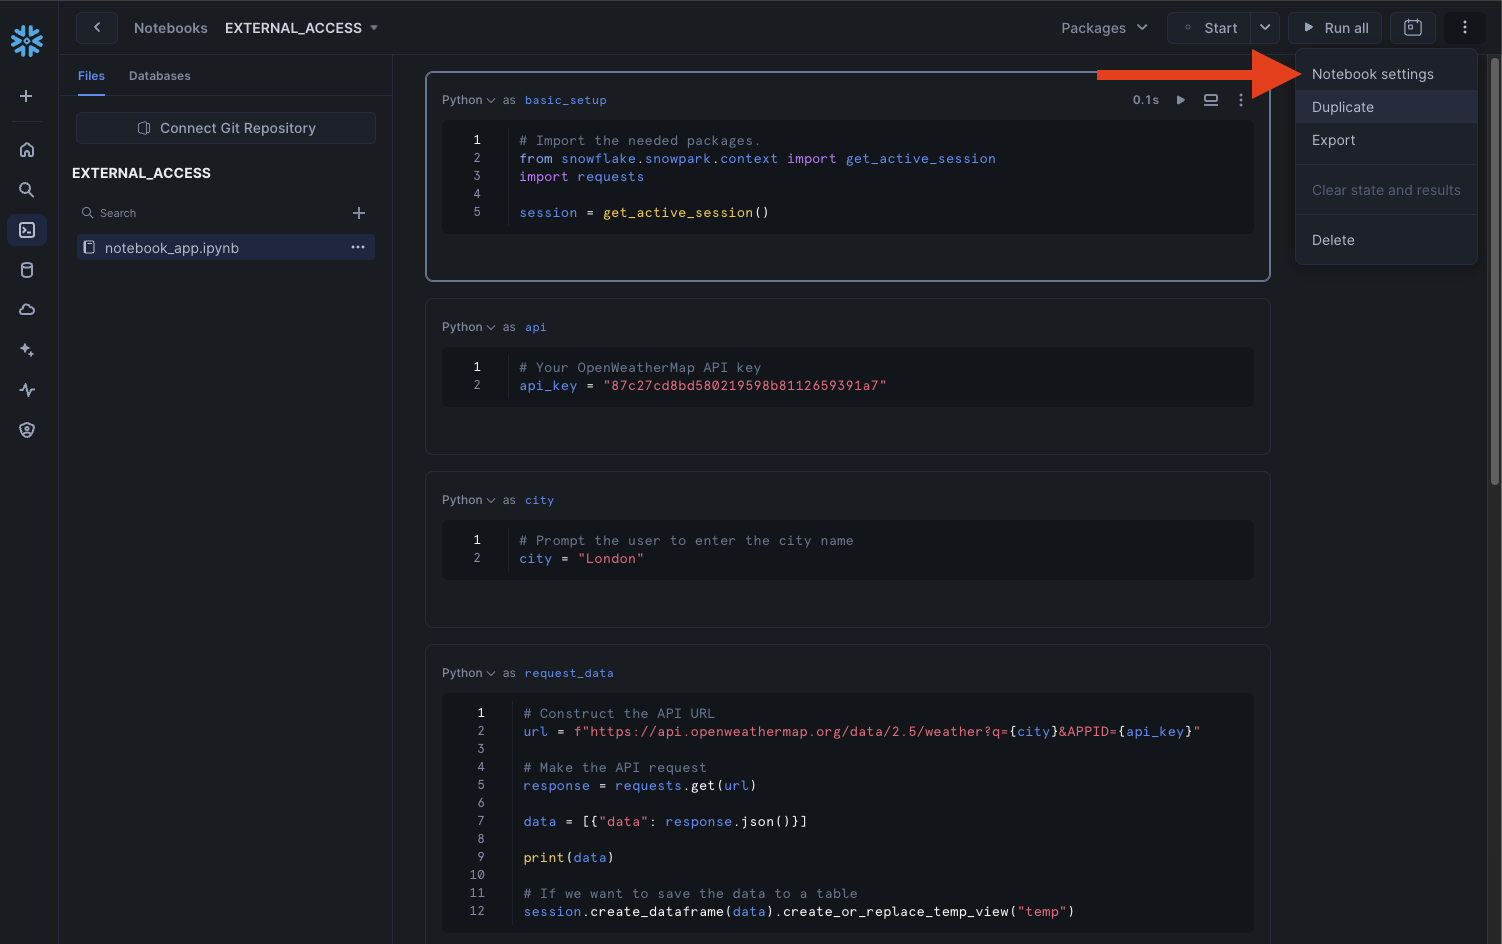 Notebooks EXTERNAL_ACCESS
Packages
Start
Run all
Files Databases
Connect Git Repository
EXTERNAL_ACCESS
Search
notebook_app.ipynb
Notebook settings
Duplicate
Export
Clear state and results
Delete
Python as basic_setup
0.1s
1 # Import the needed packages.
2 from snowflake.snowpark.context import get_active_session
3 import requests
4
5 session = get_active_session()
Python as api
1 # Your OpenWeatherMap API key
2 api_key = "87c27cd8bd580219598b8112659391a7"
Python as city
1 # Prompt the user to enter the city name
2 city = "London"
Python as request_data
1 # Construct the API URL
2 url = f"https://api.openweathermap.org/data/2.5/weather?q={city}&APPID={api_key}"
3
4 # Make the API request
5 response = requests.get(url)
6
7 data = [{"data": response.json()}]
8
9 print(data)
10
11 # If we want to save the data to a table
12 session.create_dataframe(data).create_or_replace_temp_view("temp")